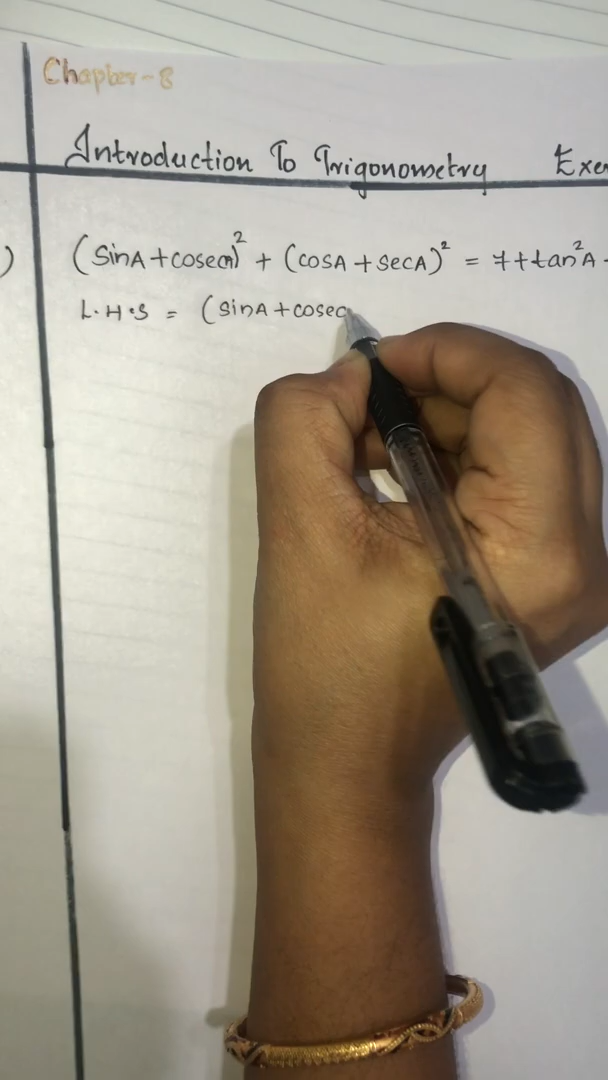 Chapter-8
Introduction To Trigonometry Exer
) (SinA+cosecA)² + (cosA+secA)² = 7+tan²A+
L.H.S = (sinA+cosec